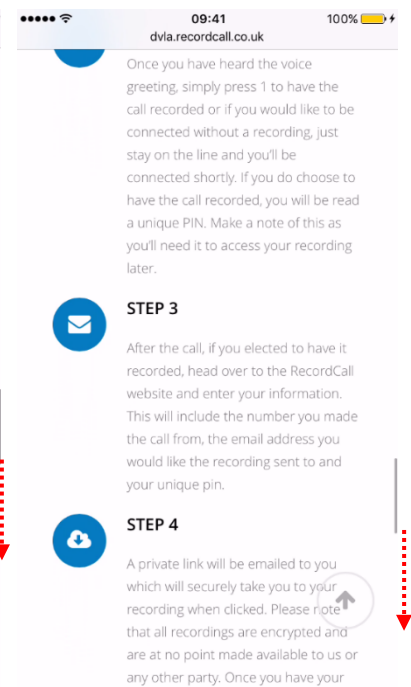 09:41
100%
dvla.recordcall.co.uk
Once you have heard the voice
greeting, simply press 1 to have the
call recorded or if you would like to be
connected without a recording, just
stay on the line and you'll be
connected shortly. If you do choose to
have the call recorded, you will be read
a unique PIN. Make a note of this as
you'll need it to access your recording
later.
STEP 3
After the call, if you elected to have it
recorded, head over to the RecordCall
website and enter your information.
This will include the number you made
the call from, the email address you
would like the recording sent to and
your unique pin.
STEP 4
A private link will be emailed to you
which will securely take you to your
recording when clicked. Please note
that all recordings are encrypted and
are at no point made available to us or
any other party. Once you have your